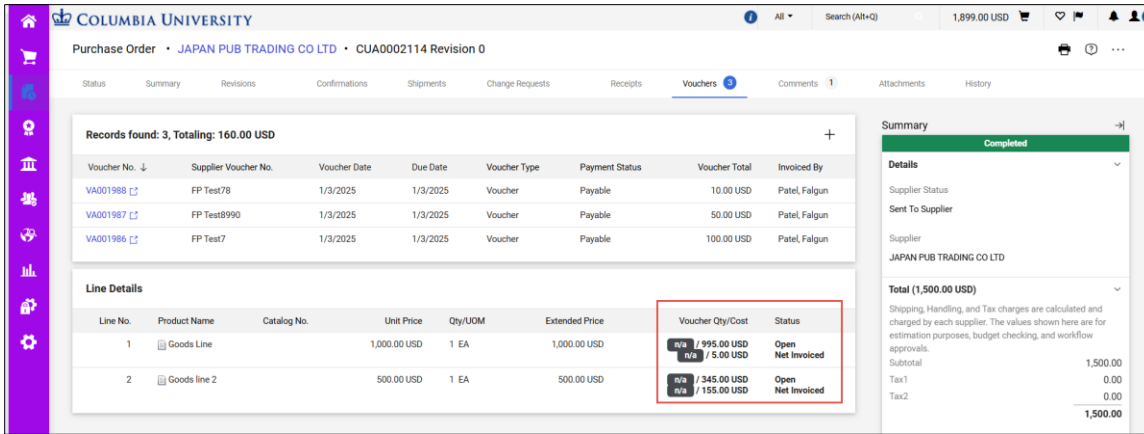 COLUMBIA UNIVERSITY
All
Search (Alt+Q)
1,899.00 USD
Purchase Order • JAPAN PUB TRADING CO LTD • CUA0002114 Revision 0
Status Summary Revisions Confirmations Shipments Change Requests Receipts Vouchers 3 Comments 1 Attachments History
Records found: 3, Totaling: 160.00 USD
Voucher No. Supplier Voucher No. Voucher Date Due Date Voucher Type Payment Status Voucher Total Invoiced By
VA001988 FP Test78 1/3/2025 1/3/2025 Voucher Payable 10.00 USD Patel, Falgun
VA001987 FP Test8990 1/3/2025 1/3/2025 Voucher Payable 50.00 USD Patel, Falgun
VA001986 FP Test7 1/3/2025 1/3/2025 Voucher Payable 100.00 USD Patel, Falgun
Line Details
Line No. Product Name Catalog No. Unit Price Qty/UOM Extended Price Voucher Qty/Cost Status
1 Goods Line 1,000.00 USD 1 EA 1,000.00 USD n/a / 995.00 USD Open
n/a / 5.00 USD Net Invoiced
2 Goods line 2 500.00 USD 1 EA 500.00 USD n/a / 345.00 USD Open
n/a / 155.00 USD Net Invoiced
Summary
Completed
Details
Supplier Status
Sent To Supplier
Supplier
JAPAN PUB TRADING CO LTD
Total (1,500.00 USD)
Shipping, Handling, and Tax charges are calculated and
charged by each supplier. The values shown here are for
estimation purposes, budget checking, and workflow
approvals.
Subtotal 1,500.00
Tax1 0.00
Tax2 0.00
1,500.00